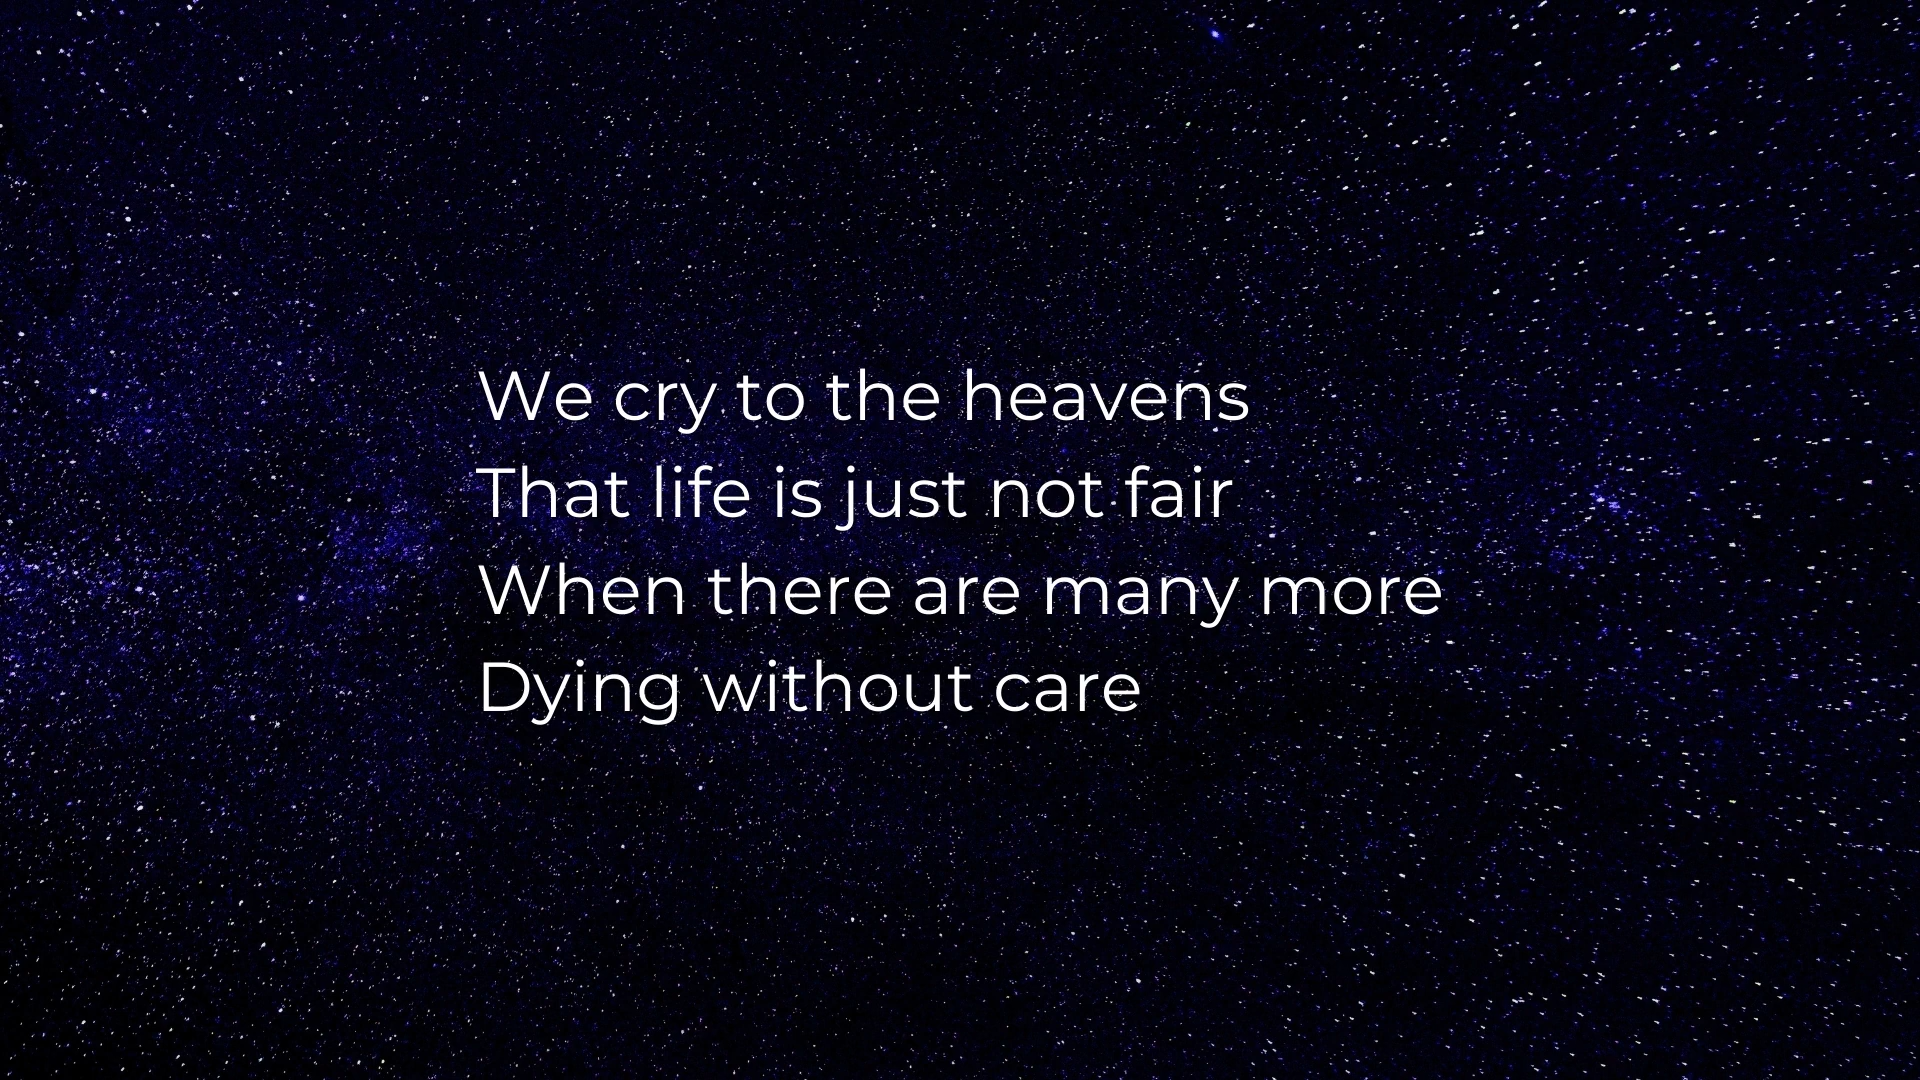 We cry to the heavens
That life is just not fair
When there are many more
Dying without care